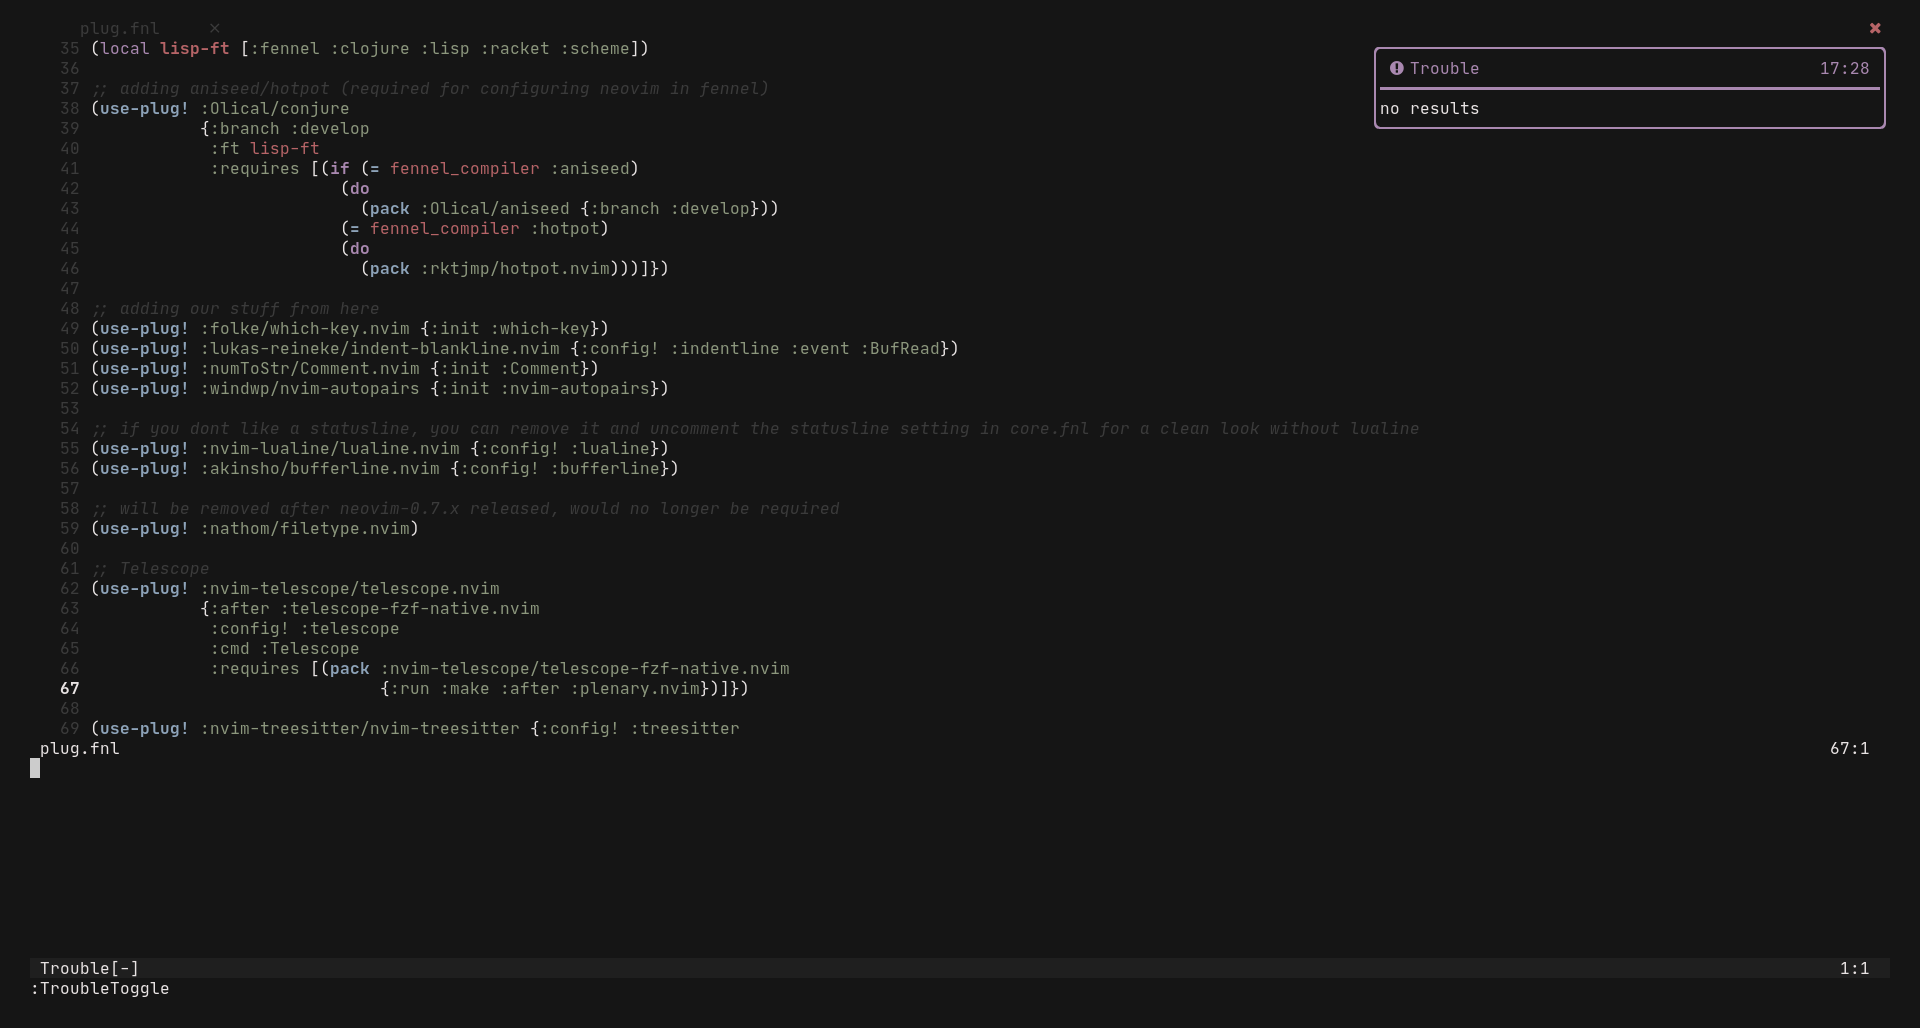 plug.fnl ×
35 (local lisp-ft [:fennel :clojure :lisp :racket :scheme])
36
37 ;; adding aniseed/hotpot (required for configuring neovim in fennel)
38 (use-plug! :Olical/conjure
39 {:branch :develop
40 :ft lisp-ft
41 :requires [(if (= fennel_compiler :aniseed)
42 (do
43 (pack :Olical/aniseed {:branch :develop}))
44 (= fennel_compiler :hotpot)
45 (do
46 (pack :rktjmp/hotpot.nvim)))]})
47
48 ;; adding our stuff from here
49 (use-plug! :folke/which-key.nvim {:init :which-key})
50 (use-plug! :lukas-reineke/indent-blankline.nvim {:config! :indentline :event :BufRead})
51 (use-plug! :numToStr/Comment.nvim {:init :Comment})
52 (use-plug! :windwp/nvim-autopairs {:init :nvim-autopairs})
53
54 ;; if you dont like a statusline, you can remove it and uncomment the statusline setting in core.fnl for a clean look without lualine
55 (use-plug! :nvim-lualine/lualine.nvim {:config! :lualine})
56 (use-plug! :akinsho/bufferline.nvim {:config! :bufferline})
57
58 ;; will be removed after neovim-0.7.x released, would no longer be required
59 (use-plug! :nathom/filetype.nvim)
60
61 ;; Telescope
62 (use-plug! :nvim-telescope/telescope.nvim
63 {:after :telescope-fzf-native.nvim
64 :config! :telescope
65 :cmd :Telescope
66 :requires [(pack :nvim-telescope/telescope-fzf-native.nvim
67 {:run :make :after :plenary.nvim})]})
68
69 (use-plug! :nvim-treesitter/nvim-treesitter {:config! :treesitter
plug.fnl 67:1
Trouble 17:28
no results
Trouble[-] 1:1
:TroubleToggle